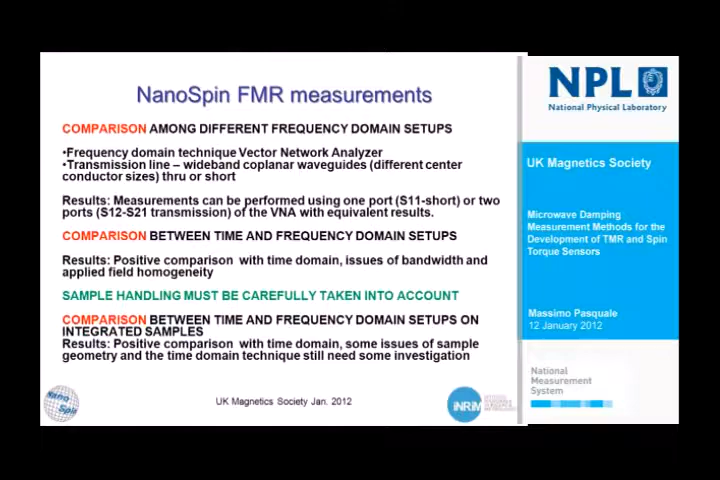 NanoSpin FMR measurements
COMPARISON AMONG DIFFERENT FREQUENCY DOMAIN SETUPS
•Frequency domain technique Vector Network Analyzer
•Transmission line – wideband coplanar waveguides (different center
conductor sizes) thru or short
Results: Measurements can be performed using one port (S11-short) or two
ports (S12-S21 transmission) of the VNA with equivalent results.
COMPARISON BETWEEN TIME AND FREQUENCY DOMAIN SETUPS
Results: Positive comparison with time domain, issues of bandwidth and
applied field homogeneity
SAMPLE HANDLING MUST BE CAREFULLY TAKEN INTO ACCOUNT
COMPARISON BETWEEN TIME AND FREQUENCY DOMAIN SETUPS ON
INTEGRATED SAMPLES
Results: Positive comparison with time domain, some issues of sample
geometry and the time domain technique still need some investigation
Nano
Spin
UK Magnetics Society Jan. 2012
INRIM
NPL
National Physical Laboratory
UK Magnetics Society
Microwave Damping
Measurement Methods for the
Development of TMR and Spin
Torque Sensors
Massimo Pasquale
12 January 2012
National
Measurement
System